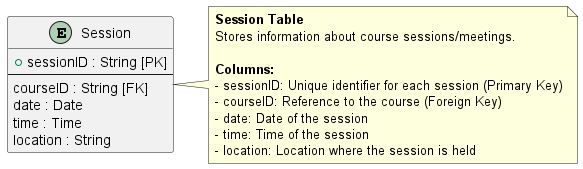 E Session
sessionID : String [PK]
courseID : String [FK]
date : Date
time : Time
location : String
Session Table
Stores information about course sessions/meetings.
Columns:
- sessionID: Unique identifier for each session (Primary Key)
- courseID: Reference to the course (Foreign Key)
- date: Date of the session
- time: Time of the session
- location: Location where the session is held